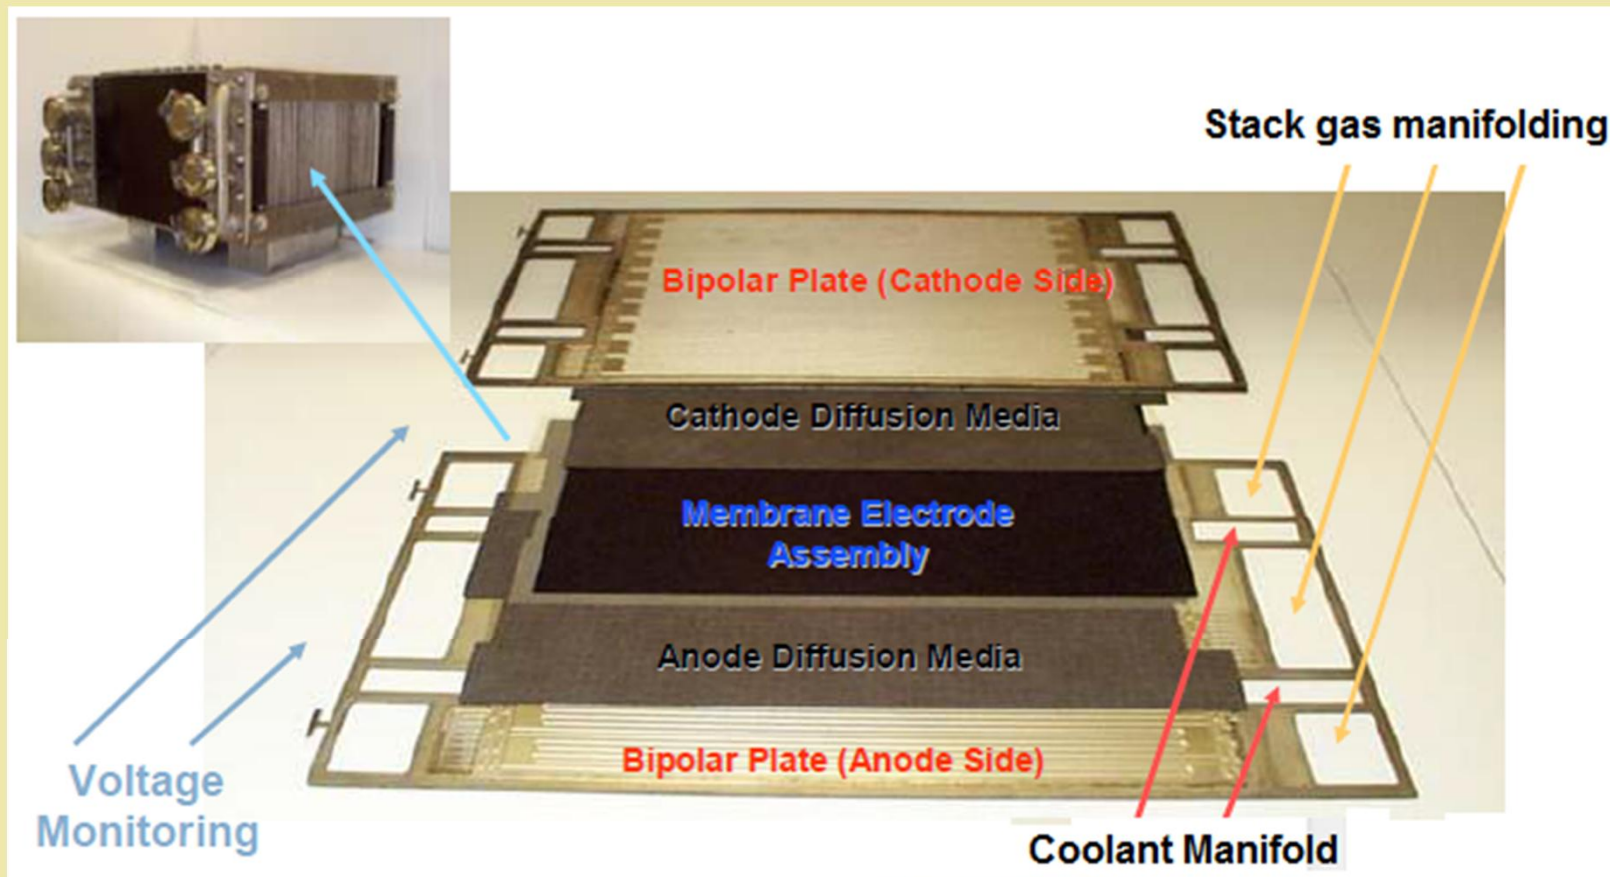 Stack gas manifolding
Bipolar Plate (Cathode Side)
Cathode Diffusion Media
Membrane Electrode
Assembly
Anode Diffusion Media
Bipolar Plate (Anode Side)
Voltage
Monitoring
Coolant Manifold